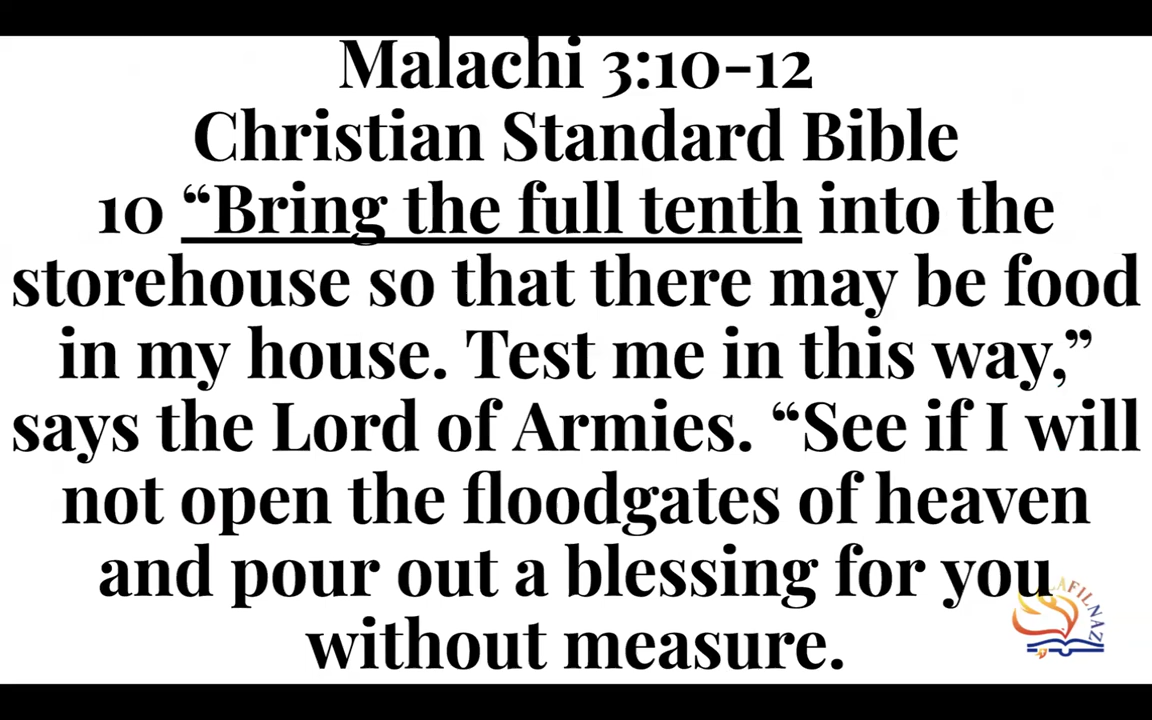 Malachi 3:10-12
Christian Standard Bible
10 “Bring the full tenth into the
storehouse so that there may be food
in my house. Test me in this way,”
says the Lord of Armies. “See if I will
not open the floodgates of heaven
and pour out a blessing for you
without measure.
AFILNAZ